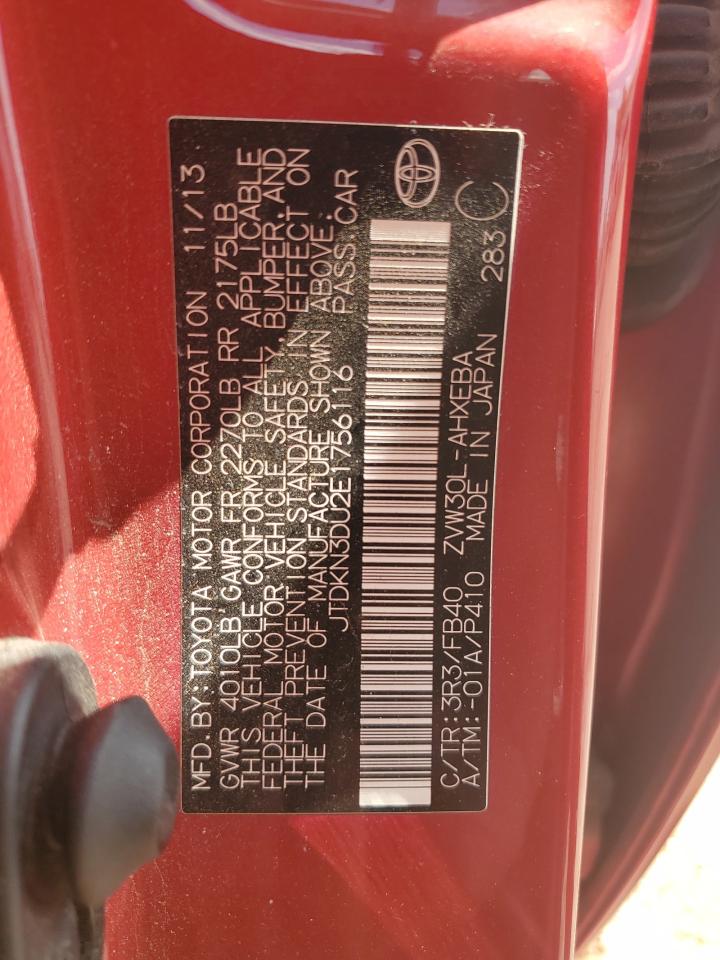 MFD.BY:TOYOTA MOTOR CORPORATION 11/13
GVWR 4010LB GAWR FR 2270LB RR 2175LB
THIS VEHICLE CONFORMS TO ALL APPLICABLE
FEDERAL MOTOR VEHICLE SAFETY, BUMPER, AND
THEFT PREVENTION STANDARDS IN EFFECT ON
THE DATE OF MANUFACTURE SHOWN ABOVE.
JTDKN3DU2E1756116 PASS.CAR
C/TR:3R3/FB40 ZVW30L-AHXEBA
A/TM:-01A/P410 MADE IN JAPAN 283 C